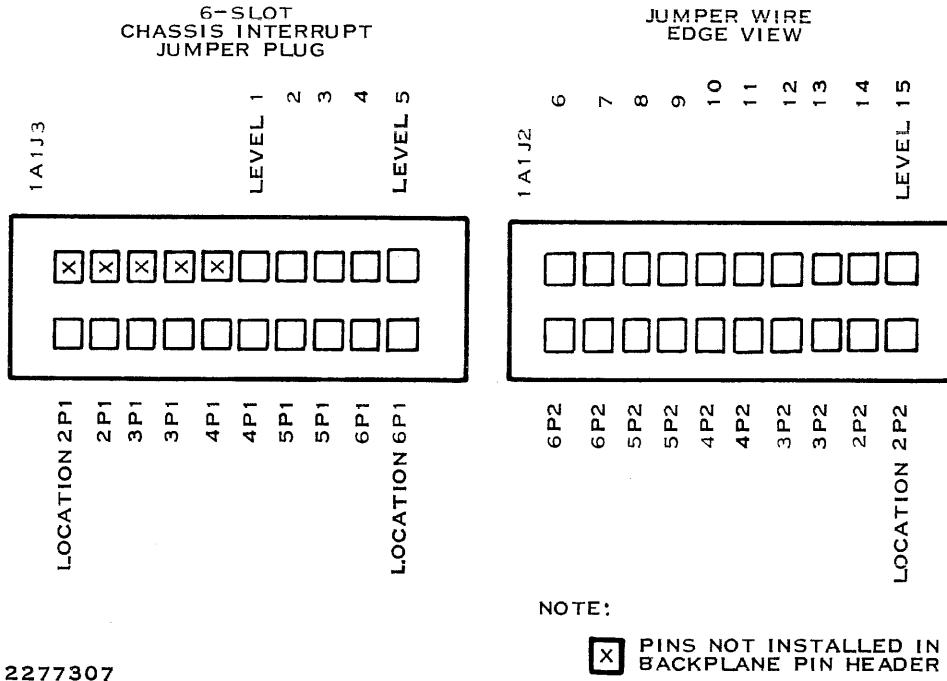 6-SLOT
CHASSIS INTERRUPT
JUMPER PLUG
JUMPER WIRE
EDGE VIEW
1A1J3
LEVEL 1
2
3
4
LEVEL 5
1A1J2
6
7
8
9
10
11
12
13
14
LEVEL 15
X X X X X
LOCATION 2P1
2P1
3P1
3P1
4P1
4P1
5P1
5P1
6P1
LOCATION 6P1
6P2
6P2
5P2
5P2
4P2
4P2
3P2
3P2
2P2
LOCATION 2P2
NOTE:
X PINS NOT INSTALLED IN
BACKPLANE PIN HEADER
2277307